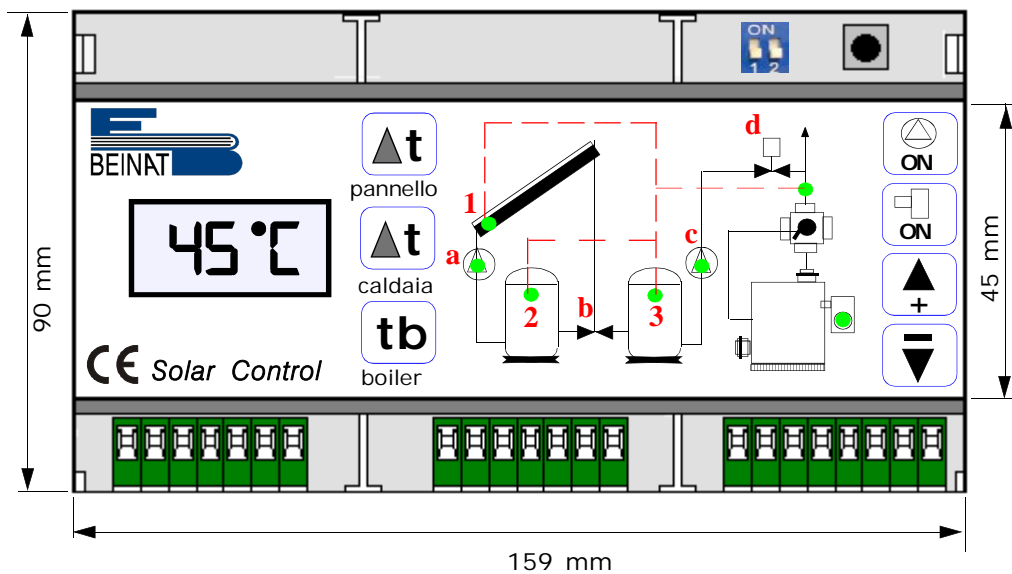 ON
1 2
BEINAT
45°C
CE Solar Control
Δt
pannello
Δt
caldaia
tb
boiler
1
a
2
b
3
c
d
ON
ON
+
–
90 mm
45 mm
159 mm